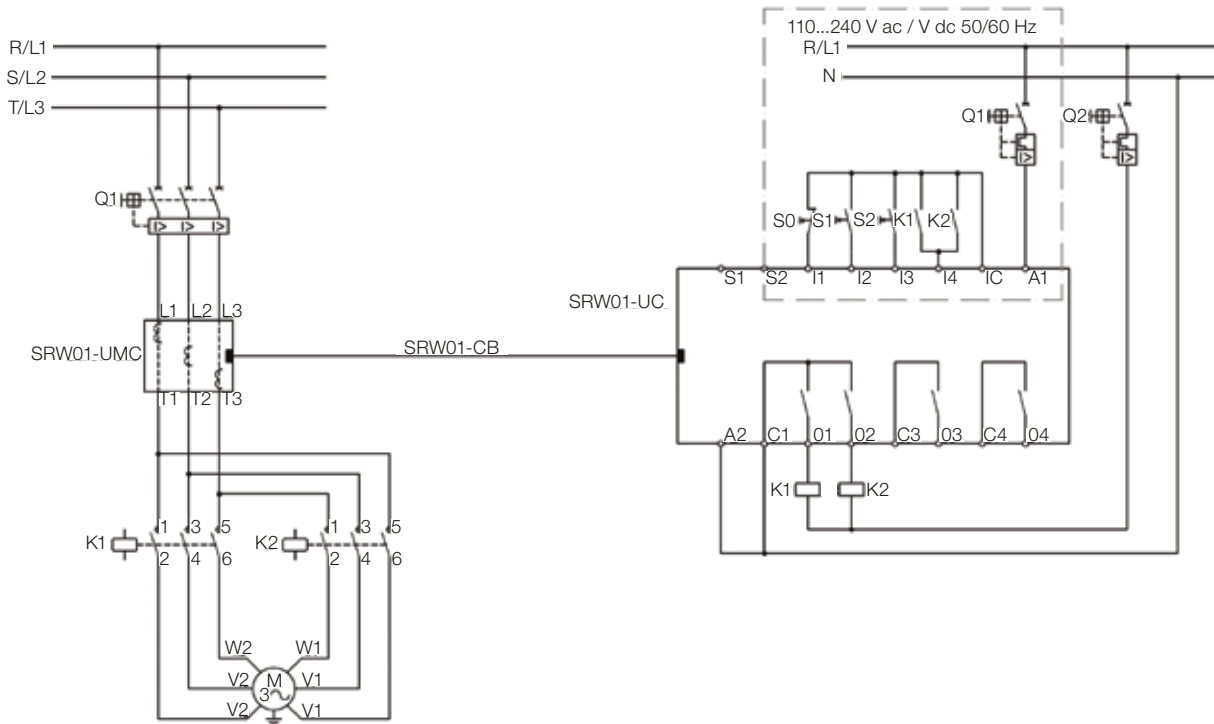 110...240 V ac / V dc 50/60 Hz
R/L1
S/L2
T/L3
R/L1
N
Q1
Q2
Q1
S0 S1 S2 K1 K2
S1 S2 I1 I2 I3 I4 IC A1
SRW01-UC
L1 L2 L3
SRW01-UMC
SRW01-CB
T1 T2 T3
A2 C1 01 02 C3 03 C4 04
K1 K2
1 3 5
K1
2 4 6
1 3 5
K2
2 4 6
W2 W1
M
3
V2 V1
V2 V1